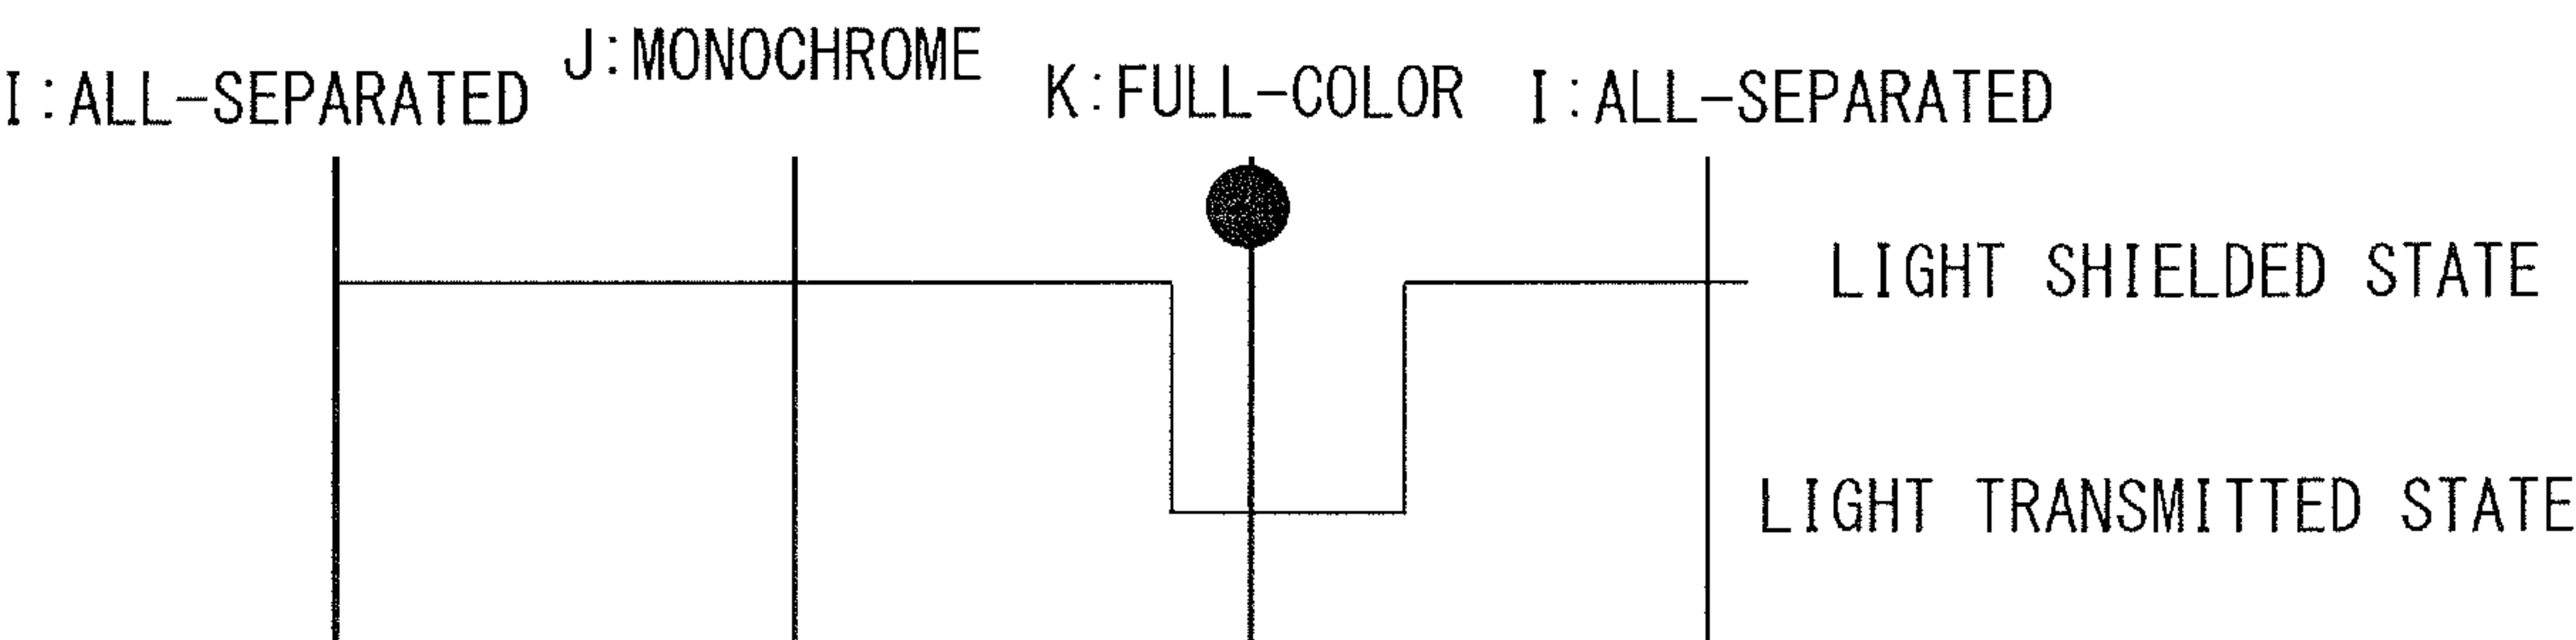 I:ALL-SEPARATED
J:MONOCHROME
K:FULL-COLOR
I:ALL-SEPARATED
LIGHT SHIELDED STATE
LIGHT TRANSMITTED STATE